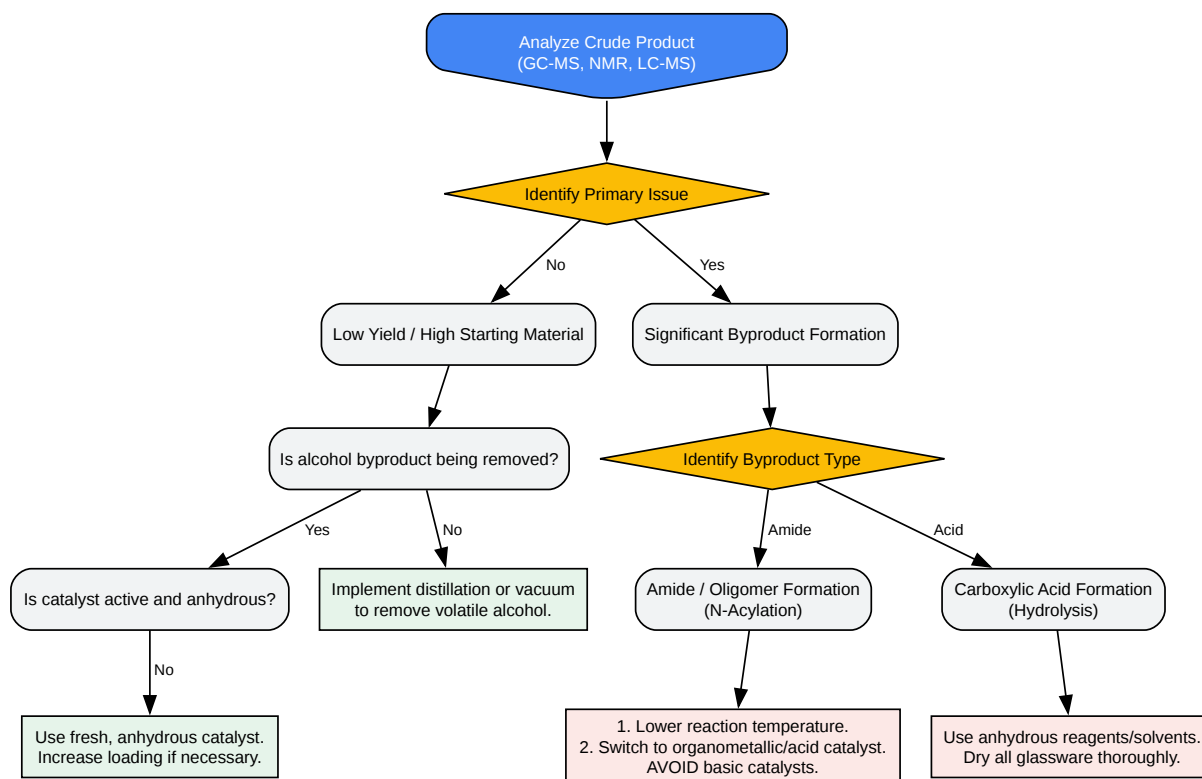 Analyze Crude Product
(GC-MS, NMR, LC-MS)
Identify Primary Issue
No
Yes
Low Yield / High Starting Material
Significant Byproduct Formation
Is alcohol byproduct being removed?
Identify Byproduct Type
Yes
No
Amide
Acid
Is catalyst active and anhydrous?
Implement distillation or vacuum
to remove volatile alcohol.
Amide / Oligomer Formation
(N-Acylation)
Carboxylic Acid Formation
(Hydrolysis)
No
Use fresh, anhydrous catalyst.
Increase loading if necessary.
1. Lower reaction temperature.
2. Switch to organometallic/acid catalyst.
AVOID basic catalysts.
Use anhydrous reagents/solvents.
Dry all glassware thoroughly.